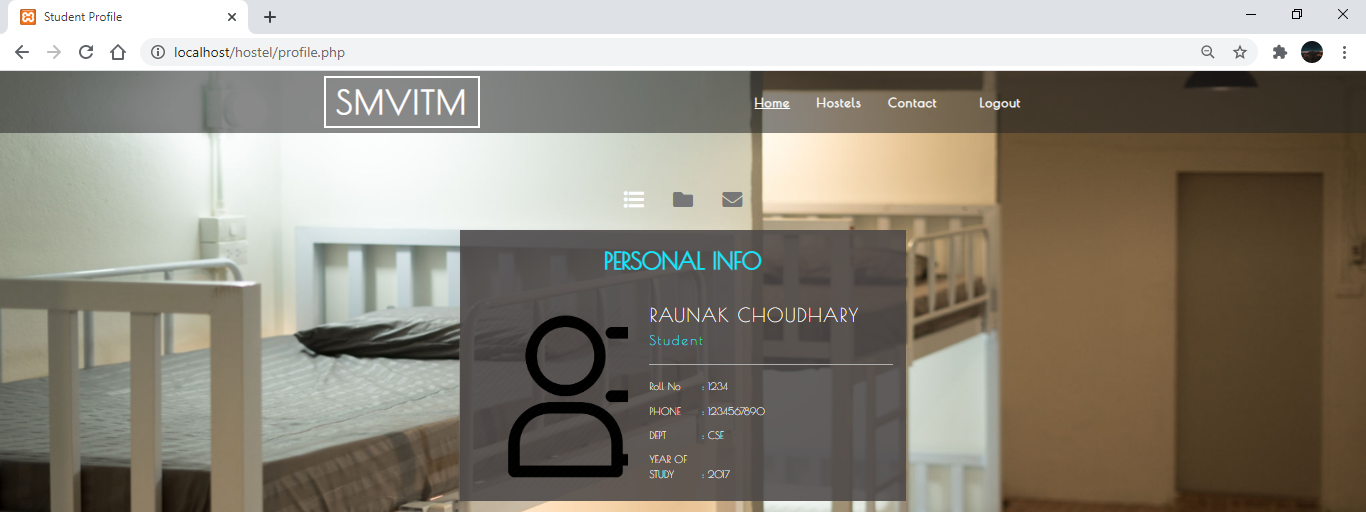 Student Profile
localhost/hostel/profile.php
SMVITM
Home Hostels Contact Logout
PERSONAL INFO
RAUNAK CHOUDHARY
Student
Roll No : 1234
PHONE : 1234567890
DEPT : CSE
YEAR OF
STUDY : 2017